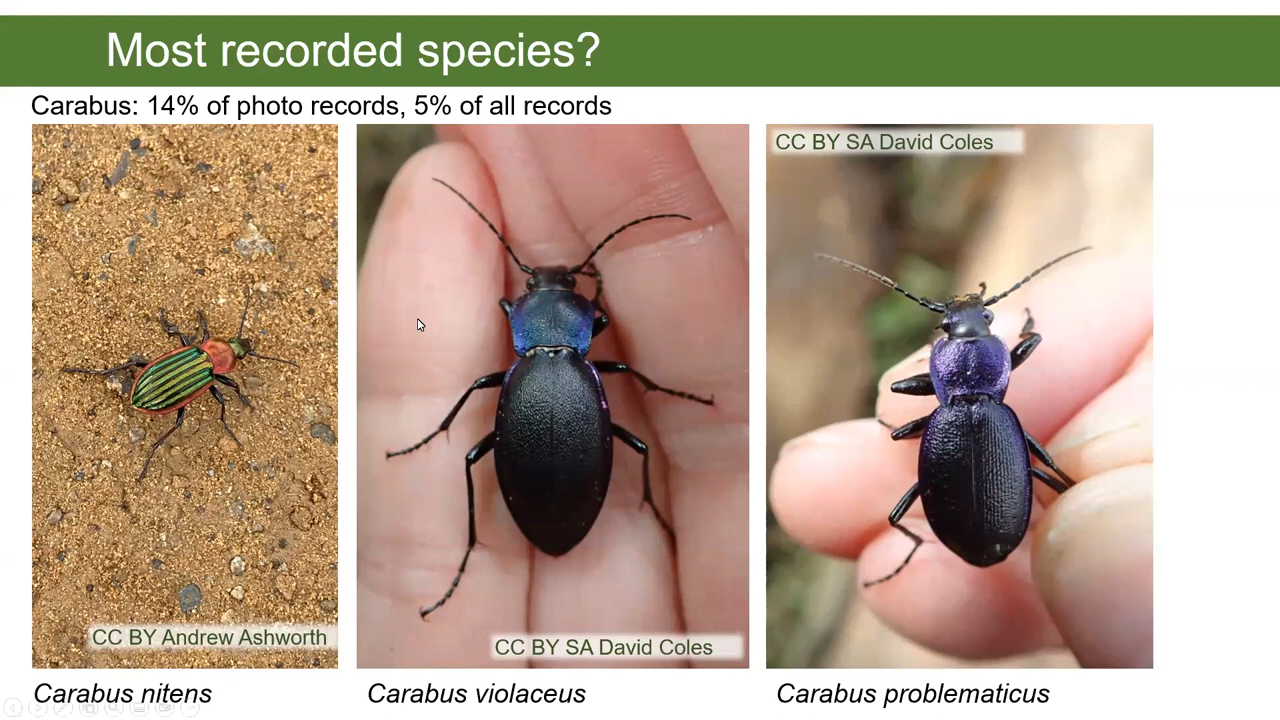 Most recorded species?
Carabus: 14% of photo records, 5% of all records
CC BY SA David Coles
CC BY Andrew Ashworth
CC BY SA David Coles
Carabus nitens
Carabus violaceus
Carabus problematicus